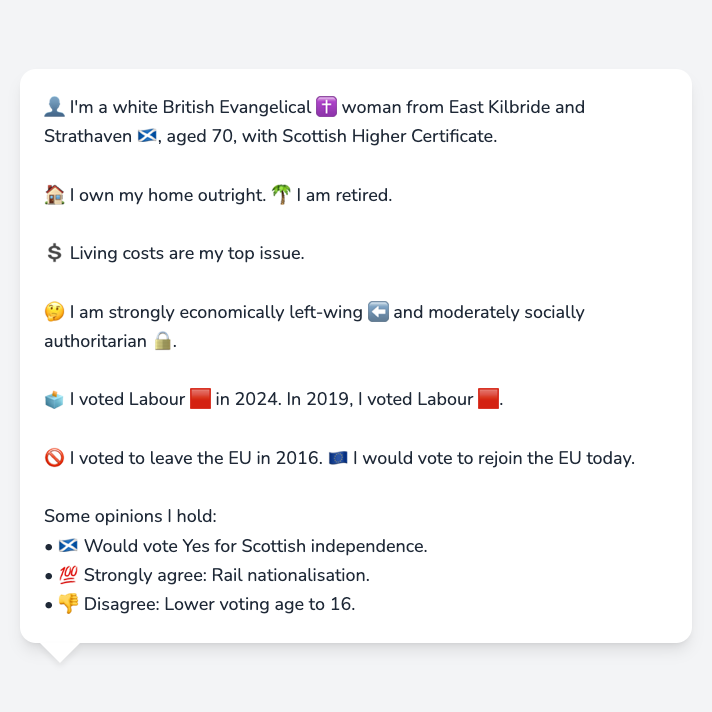 👤 I'm a white British Evangelical ✝️ woman from East Kilbride and
Strathaven 🏴󠁧󠁢󠁳󠁣󠁴󠁿, aged 70, with Scottish Higher Certificate.
🏠 I own my home outright. 🌴 I am retired.
💲 Living costs are my top issue.
🤔 I am strongly economically left-wing ⬅️ and moderately socially
authoritarian 🔒.
🗳️ I voted Labour 🟥 in 2024. In 2019, I voted Labour 🟥.
🚫 I voted to leave the EU in 2016. 🇪🇺 I would vote to rejoin the EU today.
Some opinions I hold:
• 🏴󠁧󠁢󠁳󠁣󠁴󠁿 Would vote Yes for Scottish independence.
• 💯 Strongly agree: Rail nationalisation.
• 👎 Disagree: Lower voting age to 16.